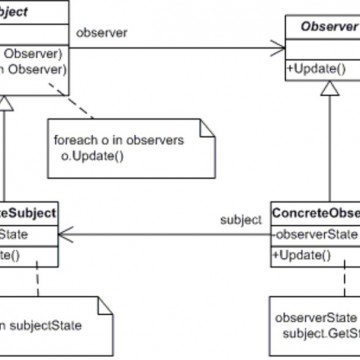 bject
observer
Observer
Observer)
n Observer)
+Update()
foreach o in observers
o.Update()
teSubject
subject
ConcreteObse
State
-observerState
te()
+Update()
n subjectState
observerState
subject.GetSt